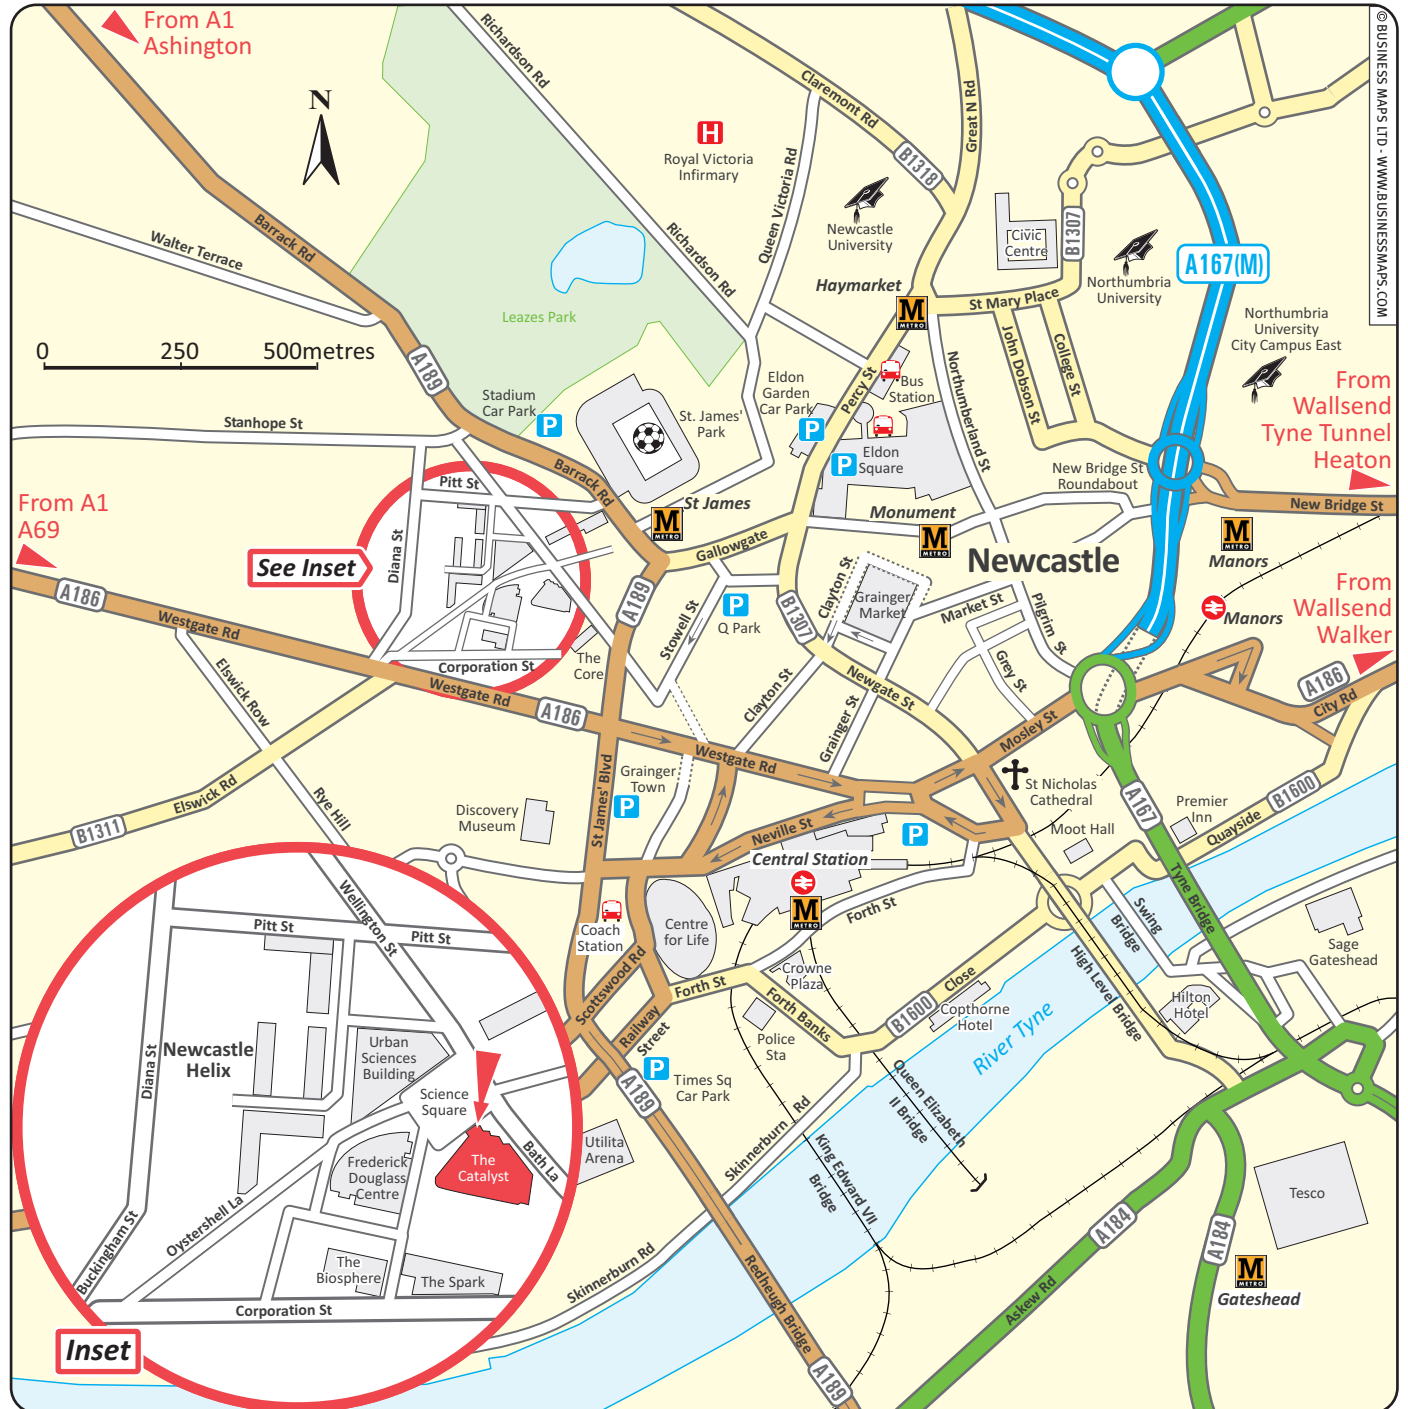 From A1
Ashington
N
Richardson Rd
Claremont Rd
Great N Rd
© BUSINESS MAPS LTD - WWW.BUSINESSMAPS.COM
H
Royal Victoria
Infirmary
B1318
Queen Victoria Rd
Newcastle
University
Civic
Centre
B1307
Northumbria
University
A167(M)
Barrack Rd
Walter Terrace
Richardson Rd
Haymarket
M
METRO
St Mary Place
Northumbria
University
City Campus East
Leazes Park
0 250 500metres
A189
John Dobson St
College St
Northumberland St
Percy St
Bus
Station
Eldon
Garden
Car Park
P
Stadium
Car Park
P
St. James'
Park
From
Wallsend
Tyne Tunnel
Heaton
Stanhope St
Eldon
Square
P
New Bridge St
Roundabout
New Bridge St
Barrack Rd
Pitt St
St James
M
METRO
Monument
M
METRO
From A1
A69
Diana St
See Inset
Gallowgate
Newcastle
M
METRO
Manors
Manors
From
Wallsend
Walker
A186
Westgate Rd
A189
Stowell St
P
Q Park
B1307
Clayton St
Grainger
Market
Market St
Pilgrim St
Grey St
Corporation St
The
Core
Elswick Row
Westgate Rd
A186
Clayton St
Newgate St
Grainger St
Mosley St
A186
City Rd
Westgate Rd
Elswick Rd
B1311
Rye Hill
St James' Blvd
Grainger
Town
P
Discovery
Museum
Neville St
P
St Nicholas
Cathedral
Moot Hall
A167
Premier
Inn
Quayside
B1600
Central Station
M
METRO
Forth St
Tyne Bridge
Swing
Bridge
Wellington St
Coach
Station
Centre
for Life
Scottswood Rd
Forth St
Crowne
Plaza
Forth Banks
Close
B1600
Copthorne
Hotel
High Level Bridge
River Tyne
Hilton
Hotel
Sage
Gateshead
Railway
Street
Police
Sta
P
Times Sq
Car Park
A189
Queen Elizabeth
II Bridge
Skinnerburn Rd
King Edward VII
Bridge
Utilita
Arena
Pitt St
Pitt St
Diana St
Newcastle
Helix
Urban
Sciences
Building
Science
Square
The
Catalyst
Bath La
Frederick
Douglass
Centre
Oystershell La
Buckingham St
The
Biosphere
The Spark
Corporation St
Inset
Skinnerburn Rd
Redheugh Bridge
A189
Askew Rd
A184
A184
M
METRO
Gateshead
Tesco